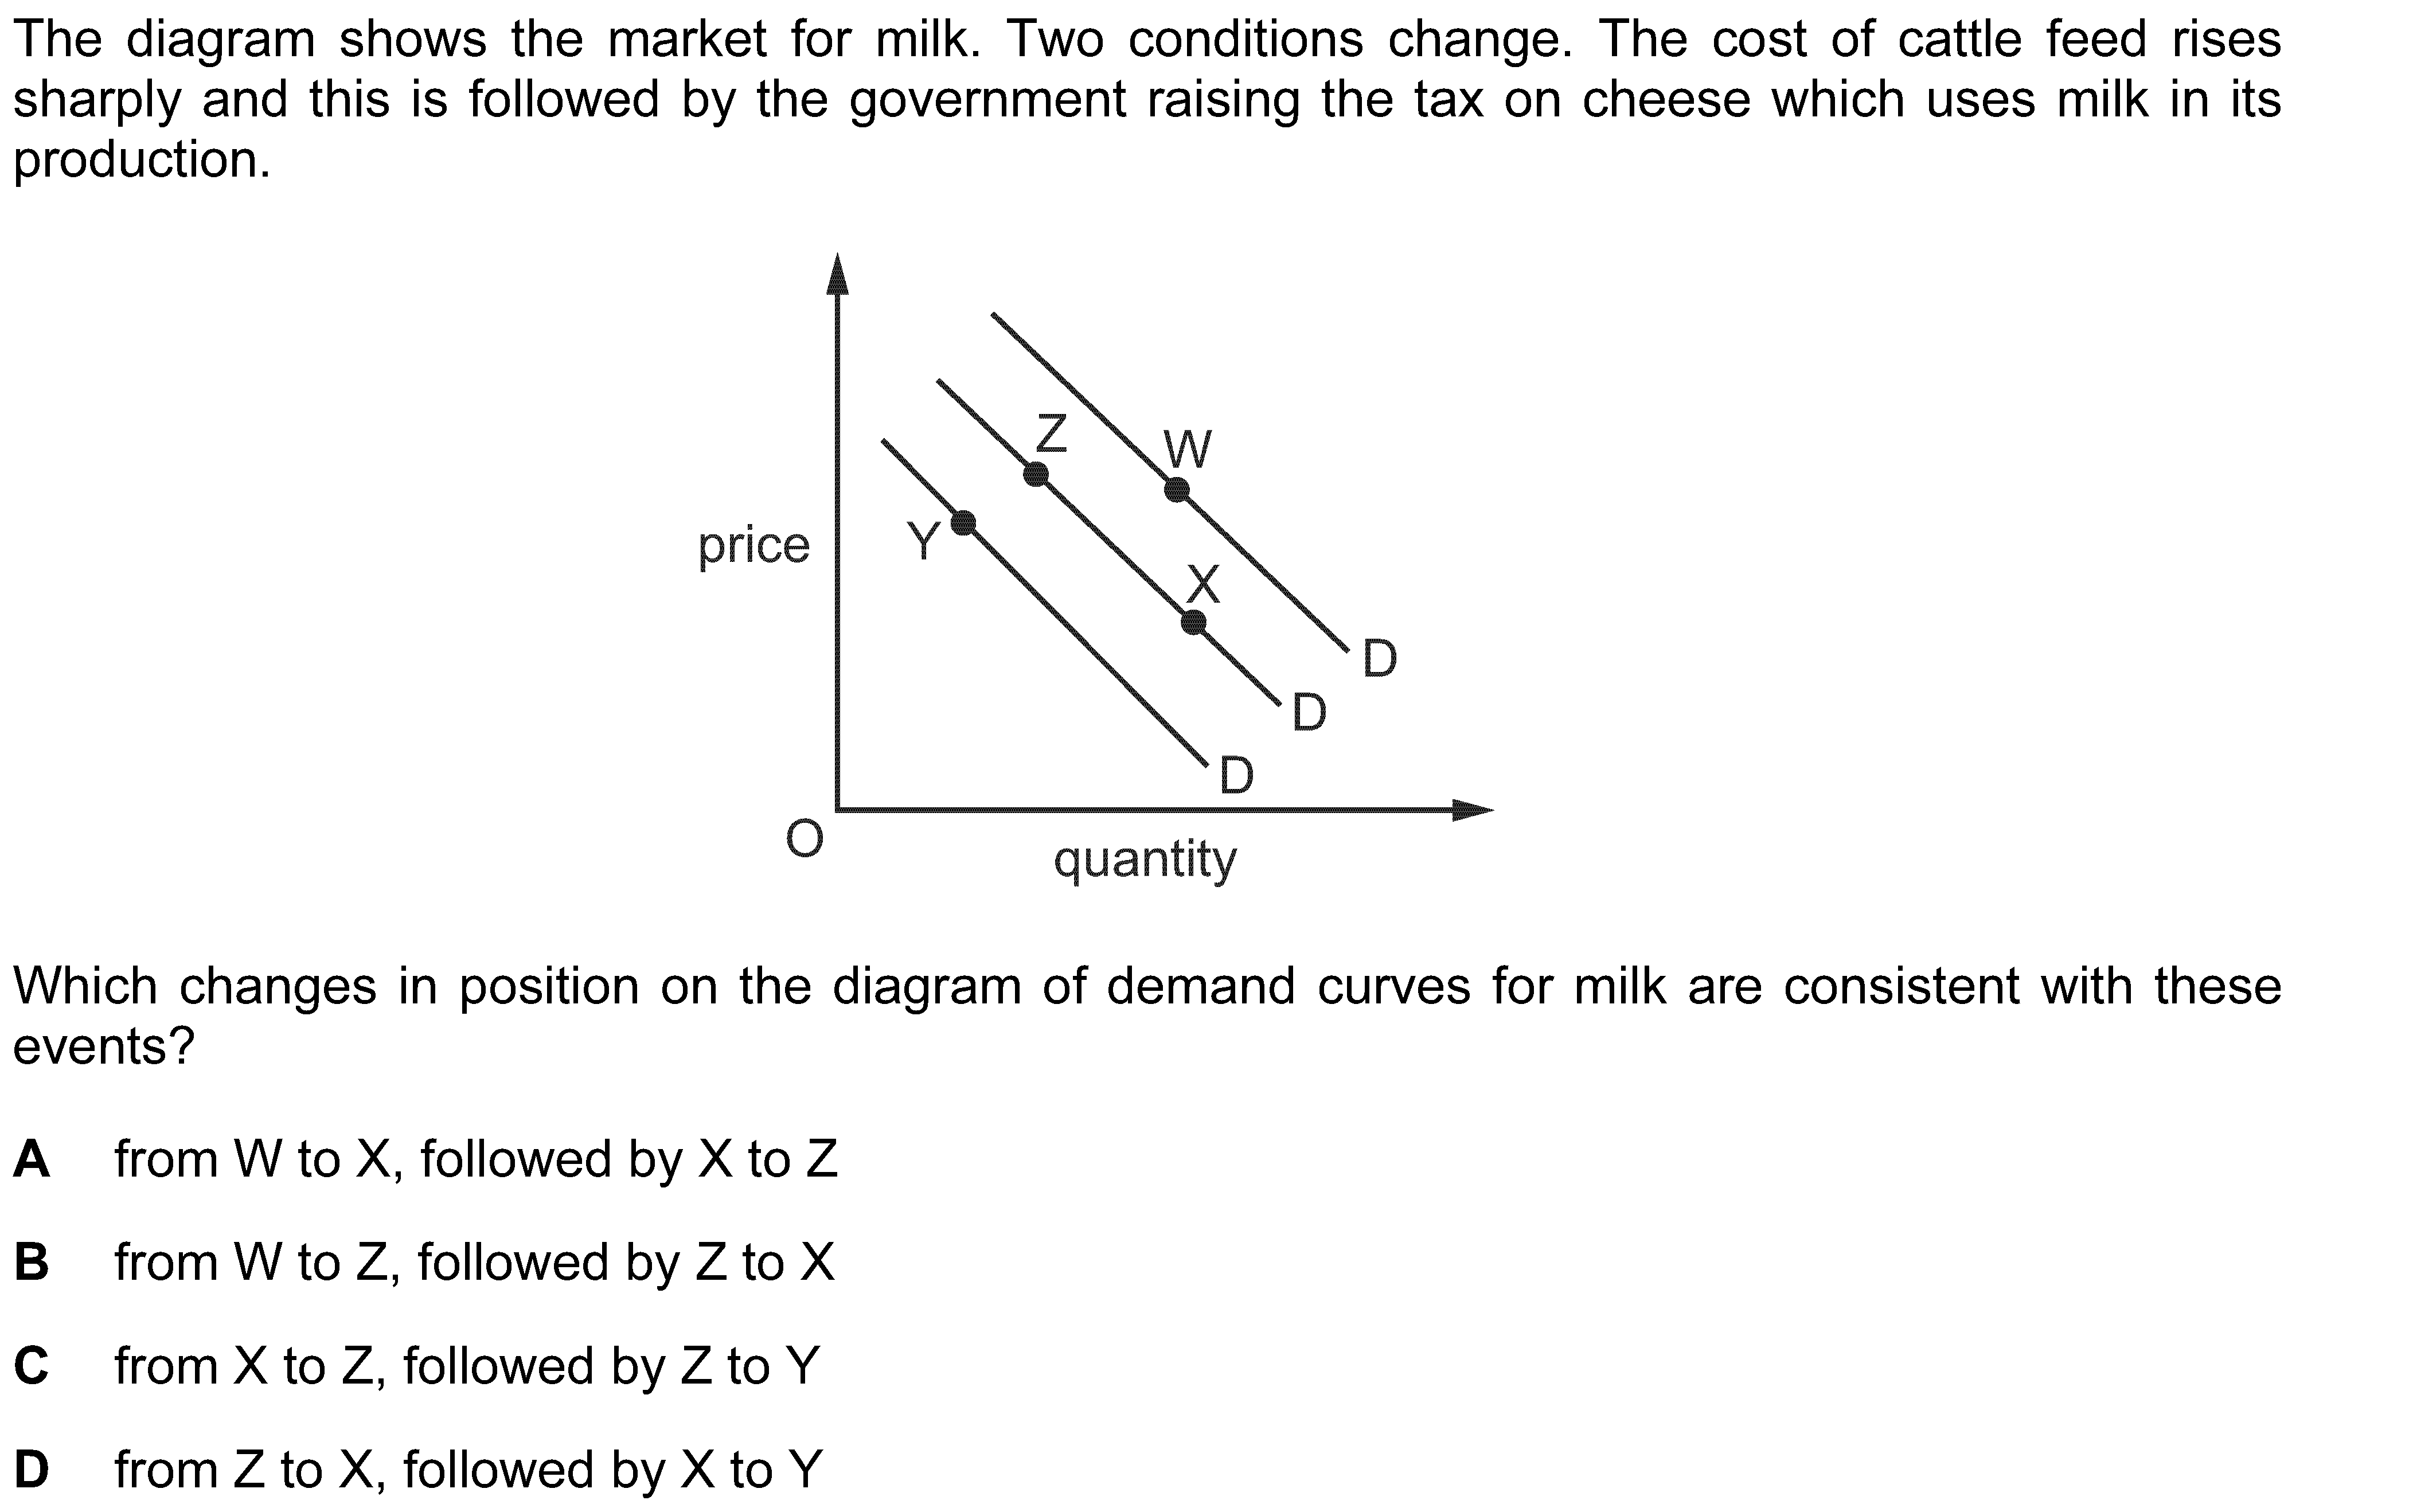 The diagram shows the market for milk. Two conditions change. The cost of cattle feed rises
sharply and this is followed by the government raising the tax on cheese which uses milk in its
production.
Z
W
Y
price
X
D
D
D
O
quantity
Which changes in position on the diagram of demand curves for milk are consistent with these
events?
A from W to X, followed by X to Z
B from W to Z, followed by Z to X
C from X to Z, followed by Z to Y
D from Z to X, followed by X to Y